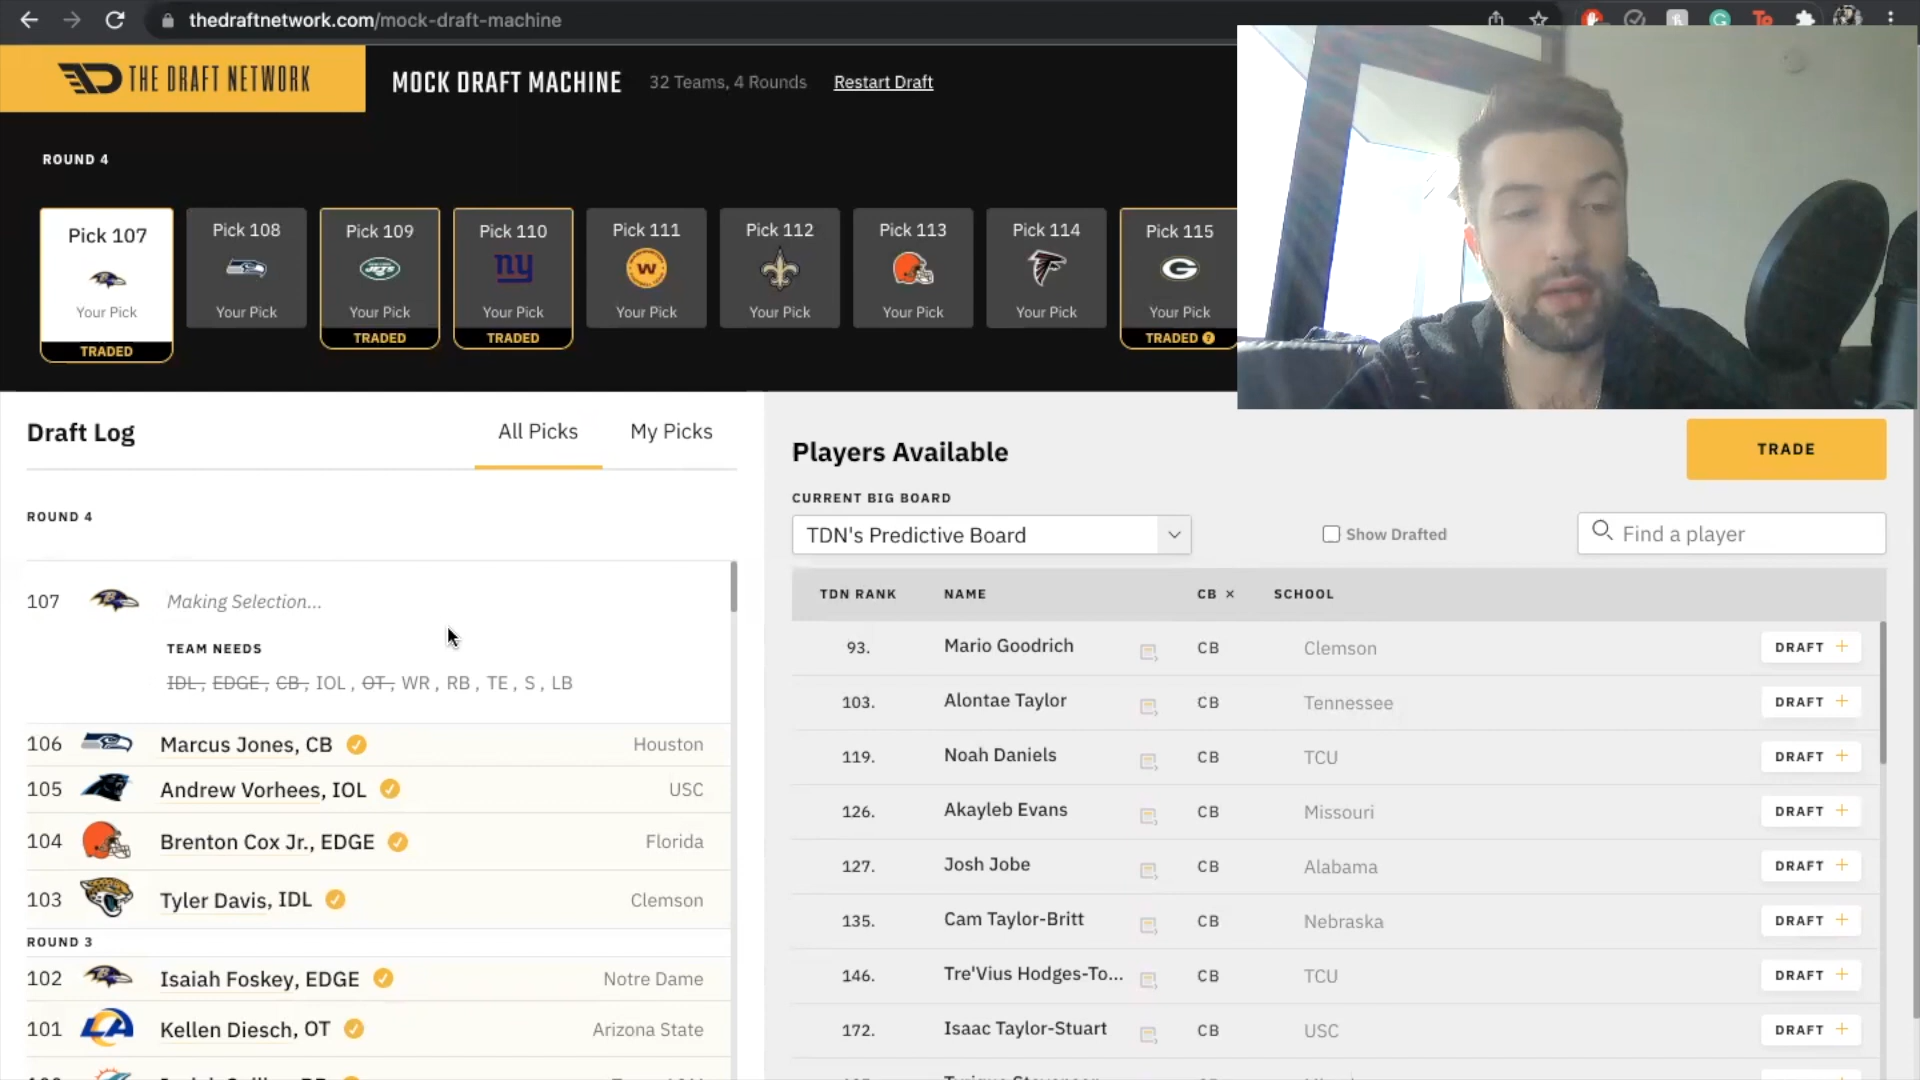 thedraftnetwork.com/mock-draft-machine
THE DRAFT NETWORK
MOCK DRAFT MACHINE
32 Teams, 4 Rounds
Restart Draft
ROUND 4
Pick 107
Your Pick
TRADED
Pick 108
Your Pick
Pick 109
JETS
Your Pick
TRADED
Pick 110
ny
Your Pick
TRADED
Pick 111
W
Your Pick
Pick 112
Your Pick
Pick 113
Your Pick
Pick 114
Your Pick
Pick 115
G
Your Pick
TRADED ?
Draft Log
All Picks
My Picks
ROUND 4
107 Making Selection...
TEAM NEEDS
IDL , EDGE , CB , IOL , OT , WR , RB , TE , S , LB
106 Marcus Jones, CB Houston
105 Andrew Vorhees, IOL USC
104 Brenton Cox Jr., EDGE Florida
103 Tyler Davis, IDL Clemson
ROUND 3
102 Isaiah Foskey, EDGE Notre Dame
101 Kellen Diesch, OT Arizona State
Players Available
TRADE
CURRENT BIG BOARD
TDN's Predictive Board
Show Drafted
Find a player
TDN RANK NAME CB × SCHOOL
93. Mario Goodrich CB Clemson DRAFT +
103. Alontae Taylor CB Tennessee DRAFT +
119. Noah Daniels CB TCU DRAFT +
126. Akayleb Evans CB Missouri DRAFT +
127. Josh Jobe CB Alabama DRAFT +
135. Cam Taylor-Britt CB Nebraska DRAFT +
146. Tre'Vius Hodges-To... CB TCU DRAFT +
172. Isaac Taylor-Stuart CB USC DRAFT +